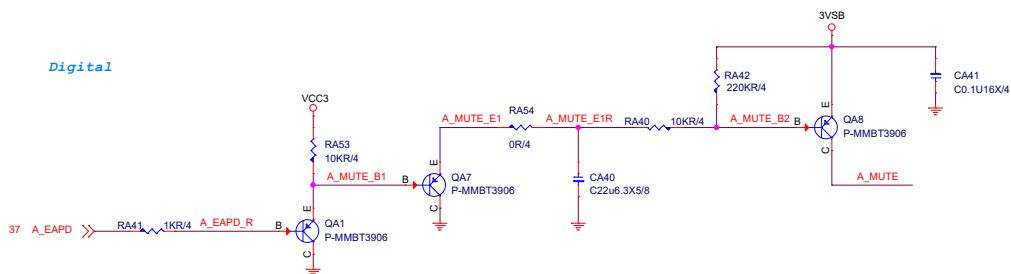 3VSB
Digital
RA42
220KR/4
CA41
C0.1U16X/4
VCC3
RA54
A_MUTE_E1
A_MUTE_E1R
RA40
10KR/4
A_MUTE_B2
B
E
QA8
P-MMBT3906
C
0R/4
RA53
10KR/4
A_MUTE_B1
B
E
QA7
P-MMBT3906
C
CA40
C22u6.3X5/8
A_MUTE
37 A_EAPD
RA41
1KR/4
A_EAPD_R
B
E
QA1
P-MMBT3906
C